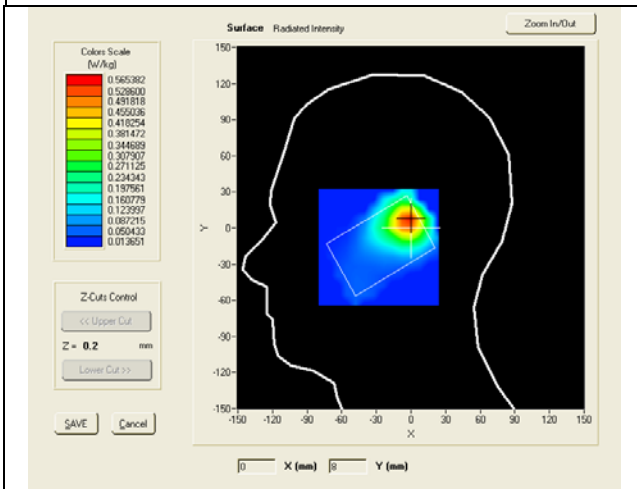 Surface Radiated Intensity
Zoom In/Out
Colors Scale
(W/kg)
0.565382
0.528600
0.491818
0.455036
0.418254
0.381472
0.344689
0.307907
0.271125
0.234343
0.197561
0.160779
0.123997
0.087215
0.050433
0.013651
Z-Cuts Control
<< Upper Cut
Z = 0.2 mm
Lower Cut >>
SAVE Cancel
150
120
90
60
30
0
-30
-60
-90
-120
-150
Y
-150 -120 -90 -60 -30 0 30 60 90 120 150
X
0 X (mm) 8 Y (mm)